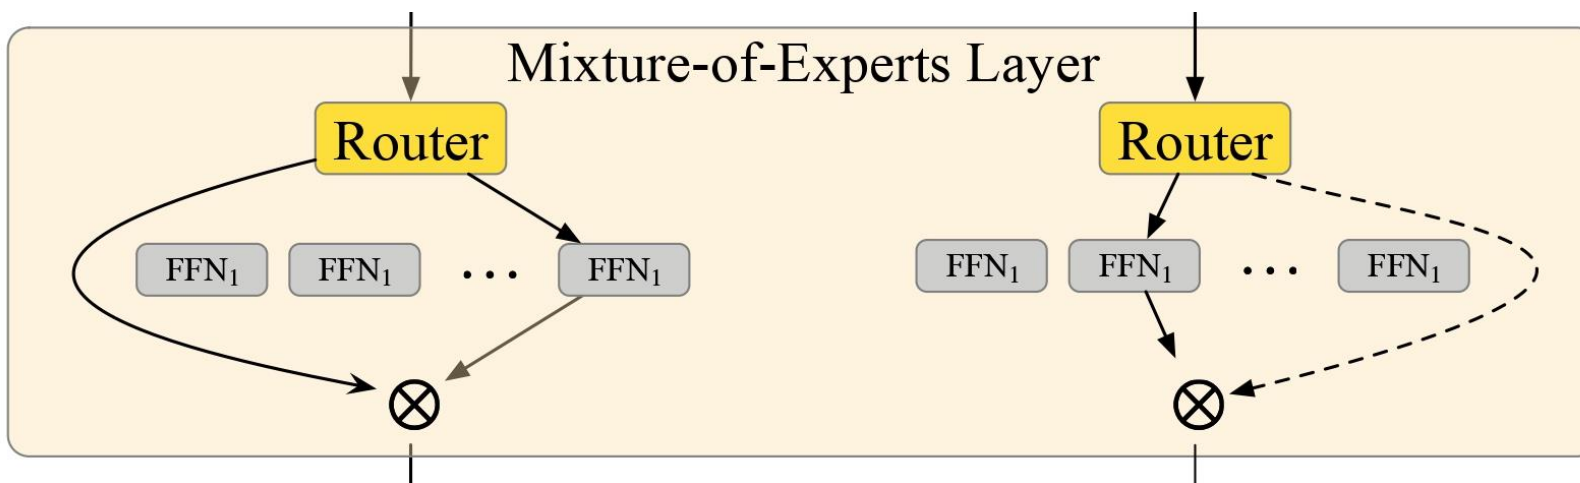 Mixture-of-Experts Layer
Router
Router
FFN₁
FFN₁
...
FFN₁
FFN₁
FFN₁
...
FFN₁